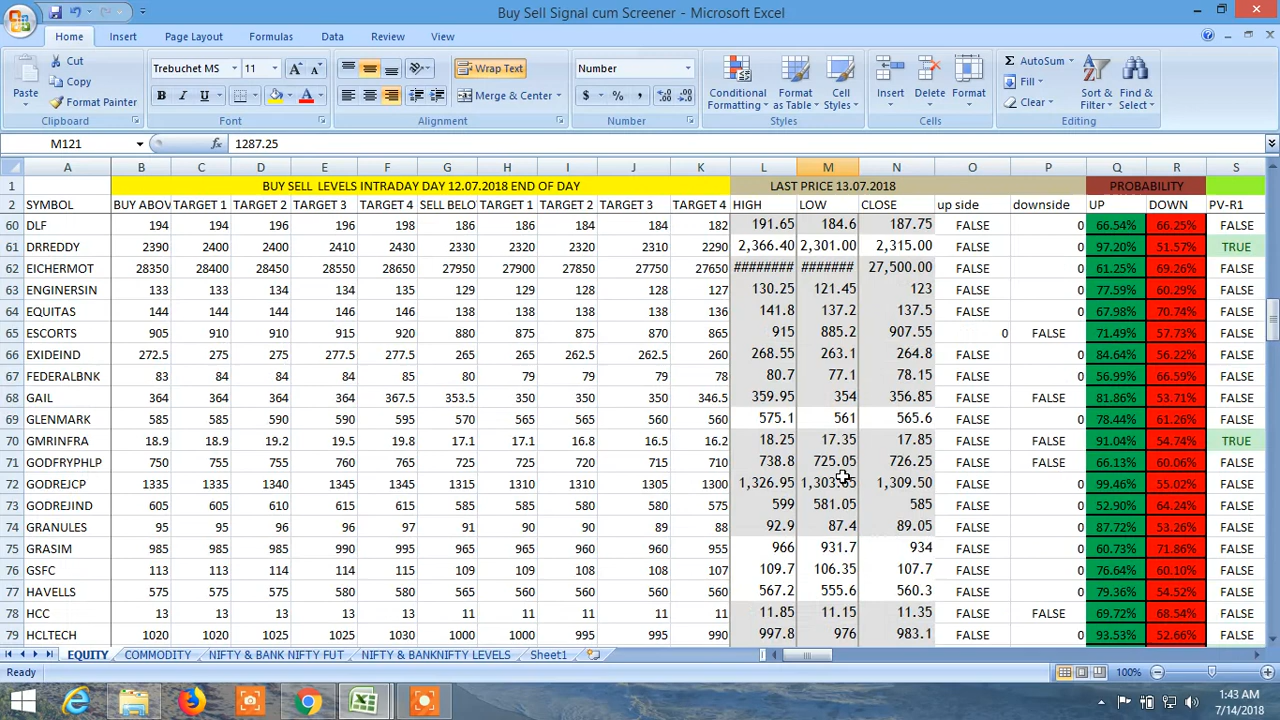 Buy Sell Signal cum Screener - Microsoft Excel
Home Insert Page Layout Formulas Data Review View
Paste Cut Copy Format Painter Clipboard
Trebuchet MS 11 B I U Font
Wrap Text Merge & Center Alignment
Number $ % , Number
Conditional Formatting Format as Table Cell Styles Styles
Insert Delete Format Cells
AutoSum Fill Clear Sort & Filter Find & Select Editing
M121 fx 1287.25
A B C D E F G H I J K L M N O P Q R S
1 BUY SELL LEVELS INTRADAY DAY 12.07.2018 END OF DAY LAST PRICE 13.07.2018 PROBABILITY
2 SYMBOL BUY ABOV TARGET 1 TARGET 2 TARGET 3 TARGET 4 SELL BELO TARGET 1 TARGET 2 TARGET 3 TARGET 4 HIGH LOW CLOSE up side downside UP DOWN PV-R1
60 DLF 194 194 196 196 198 186 186 184 184 182 191.65 184.6 187.75 FALSE 0 66.54% 66.25% FALSE
61 DRREDDY 2390 2400 2400 2410 2430 2330 2320 2320 2310 2290 2,366.40 2,301.00 2,315.00 FALSE 0 97.20% 51.57% TRUE
62 EICHERMOT 28350 28400 28450 28550 28650 27950 27900 27850 27750 27650 ######## ####### 27,500.00 FALSE 0 61.25% 69.26% FALSE
63 ENGINERSIN 133 133 134 134 135 129 129 128 128 127 130.25 121.45 123 FALSE 0 77.59% 60.29% FALSE
64 EQUITAS 144 144 144 145 146 138 138 138 137 136 141.8 137.2 137.5 FALSE 0 67.98% 70.74% FALSE
65 ESCORTS 905 910 910 915 920 880 875 875 870 865 915 885.2 907.55 0 FALSE 71.49% 57.73% FALSE
66 EXIDEIND 272.5 275 275 277.5 277.5 265 265 262.5 262.5 260 268.55 263.1 264.8 FALSE 0 84.64% 56.22% FALSE
67 FEDERALBNK 83 84 84 84 85 80 79 79 79 78 80.7 77.1 78.15 FALSE 0 56.99% 66.59% FALSE
68 GAIL 364 364 364 367.5 367.5 353.5 350 350 350 346.5 359.95 354 356.85 FALSE 0 81.86% 53.71% FALSE
69 GLENMARK 585 585 590 590 595 570 565 565 565 560 575.1 561 565.6 FALSE 0 78.44% 61.26% FALSE
70 GMRINFRA 18.9 18.9 19.2 19.5 19.8 17.1 17.1 16.8 16.5 16.2 18.25 17.35 17.85 FALSE FALSE 91.04% 54.74% TRUE
71 GODFRYPHLP 750 755 755 760 765 725 725 720 715 710 738.8 725.05 726.25 FALSE FALSE 66.13% 60.06% FALSE
72 GODREJCP 1335 1335 1340 1340 1345 1315 1310 1310 1305 1300 1,326.95 1,309.50 FALSE 0 99.46% 55.02% FALSE
73 GODREJIND 605 605 610 615 620 585 585 580 580 575 599 581.05 585 FALSE 0 52.90% 64.24% FALSE
74 GRANULES 95 95 96 96 97 91 90 90 89 88 92.9 87.4 89.05 FALSE 0 87.72% 53.26% FALSE
75 GRASIM 985 985 990 995 995 965 965 960 960 955 966 931.7 934 FALSE 0 60.73% 71.86% FALSE
76 GSFC 113 113 114 114 115 109 109 108 108 107 109.7 106.35 107.7 FALSE 0 76.64% 60.10% FALSE
77 HAVELLS 575 575 580 580 585 565 560 560 560 555 567.2 555.6 560.3 FALSE 0 79.36% 54.52% FALSE
78 HCC 13 13 13 13 13 11 11 11 11 11 11.85 11.15 11.35 FALSE FALSE 69.72% 68.54% FALSE
79 HCLTECH 1020 1020 1025 1025 1030 1000 1000 995 995 990 997.8 976 983.1 FALSE 0 93.53% 52.66% FALSE
EQUITY COMMODITY NIFTY & BANK NIFTY FUT NIFTY & BANKNIFTY LEVELS Sheet1
Ready 100%
1:43 AM
7/14/2018